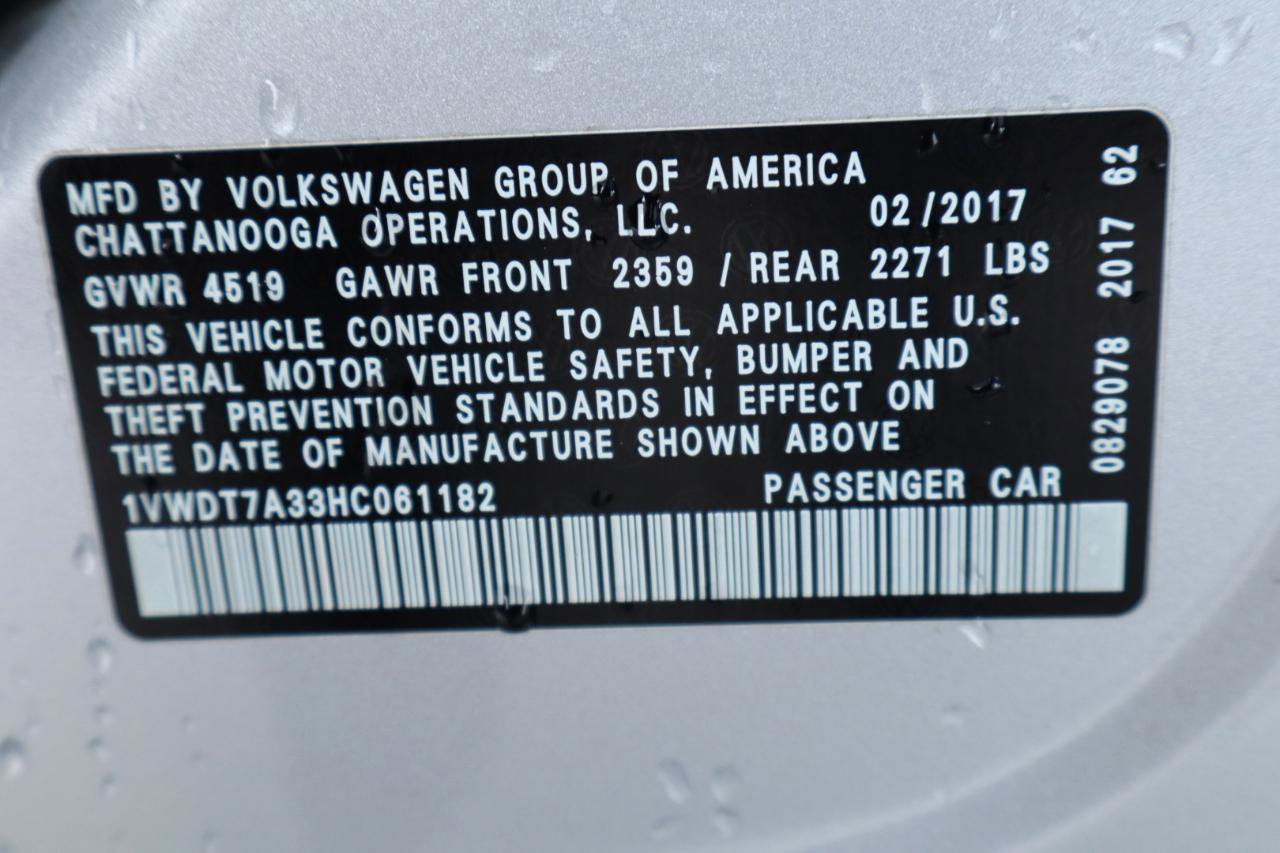 MFD BY VOLKSWAGEN GROUP OF AMERICA
CHATTANOOGA OPERATIONS, LLC. 02/2017
GVWR 4519 GAWR FRONT 2359 / REAR 2271 LBS
THIS VEHICLE CONFORMS TO ALL APPLICABLE U.S.
FEDERAL MOTOR VEHICLE SAFETY, BUMPER AND
THEFT PREVENTION STANDARDS IN EFFECT ON
THE DATE OF MANUFACTURE SHOWN ABOVE
1VWDT7A33HC061182 PASSENGER CAR
0829078 2017 62